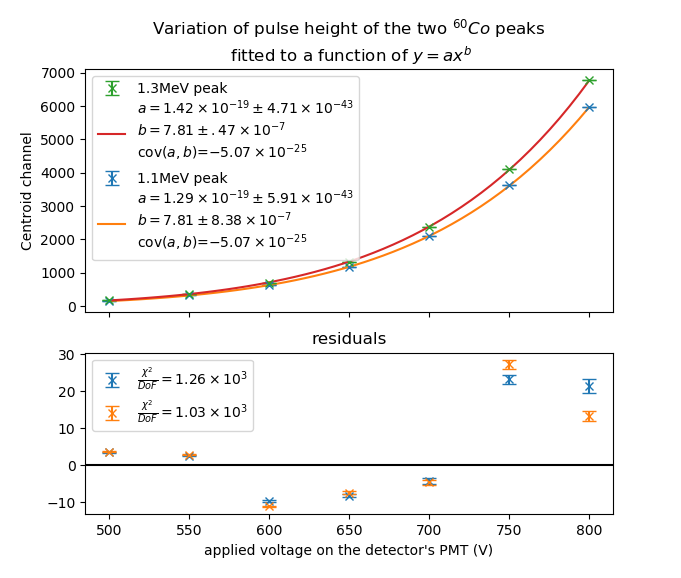 Variation of pulse height of the two ⁶⁰Co peaks
fitted to a function of y = axᵇ
7000
6000
5000
4000
3000
2000
1000
0
Centroid channel
1.3MeV peak
a = 1.42 × 10⁻¹⁹ ± 4.71 × 10⁻⁴³
b = 7.81 ± .47 × 10⁻⁷
cov(a, b)=−5.07 × 10⁻²⁵
1.1MeV peak
a = 1.29 × 10⁻¹⁹ ± 5.91 × 10⁻⁴³
b = 7.81 ± 8.38 × 10⁻⁷
cov(a, b)=−5.07 × 10⁻²⁵
residuals
30
20
10
0
−10
χ²/DoF = 1.26 × 10³
χ²/DoF = 1.03 × 10³
500 550 600 650 700 750 800
applied voltage on the detector's PMT (V)